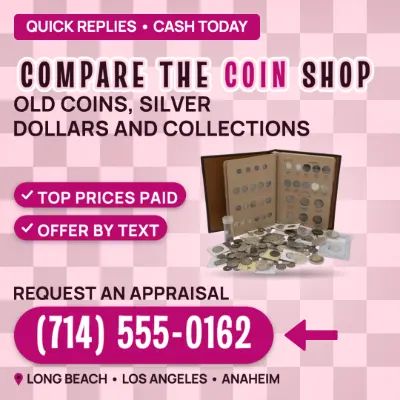 QUICK REPLIES • CASH TODAY
COMPARE THE COIN SHOP
OLD COINS, SILVER
DOLLARS AND COLLECTIONS
TOP PRICES PAID
OFFER BY TEXT
REQUEST AN APPRAISAL
(714) 555-0162
LONG BEACH • LOS ANGELES • ANAHEIM